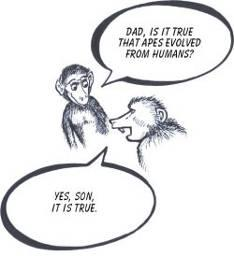 DAD, IS IT TRUE
THAT APES EVOLVED
FROM HUMANS?
YES, SON,
IT IS TRUE.